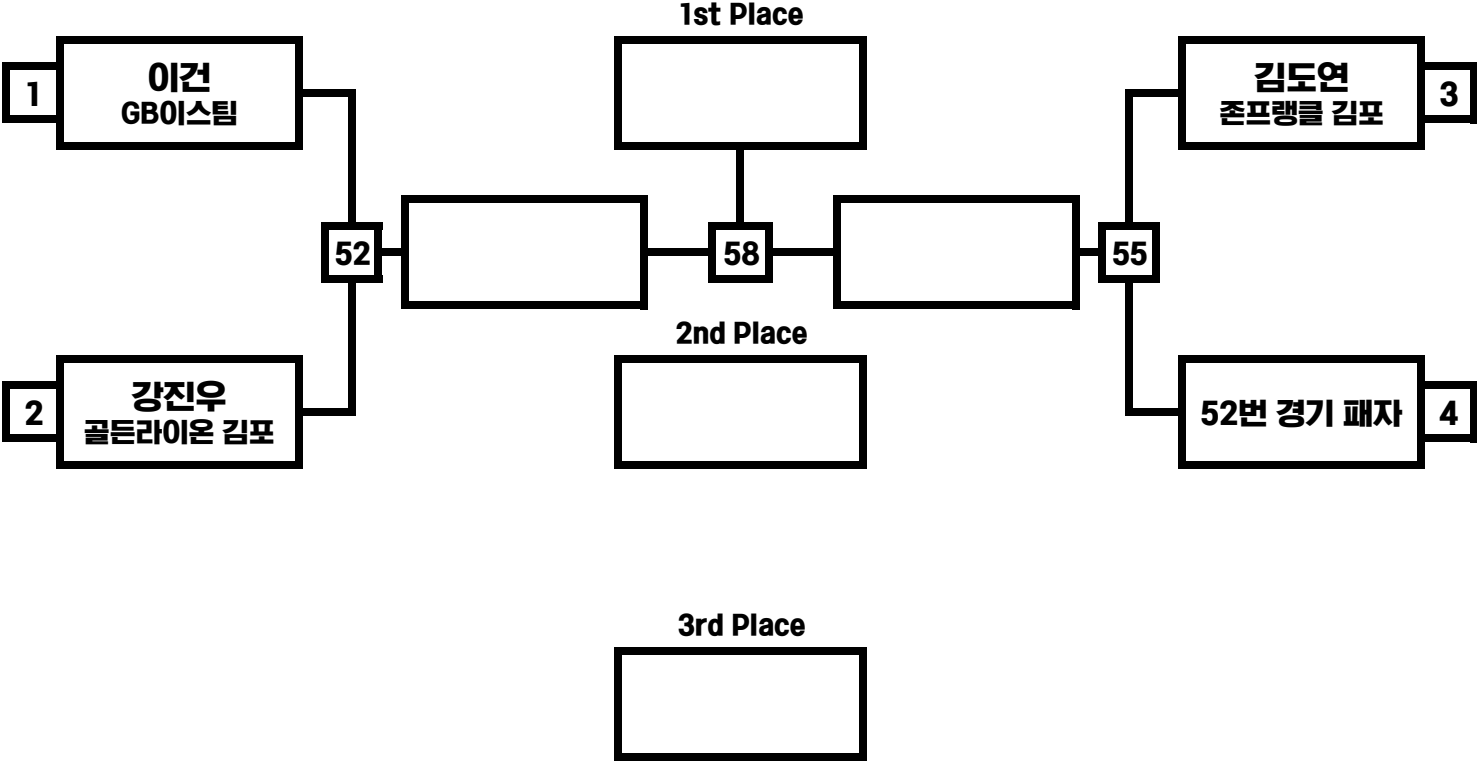 1st Place
1
이건
GB이스팀
김도연
존프랭클 김포
3
52
58
55
2nd Place
2
강진우
골든라이온 김포
52번 경기 패자
4
3rd Place